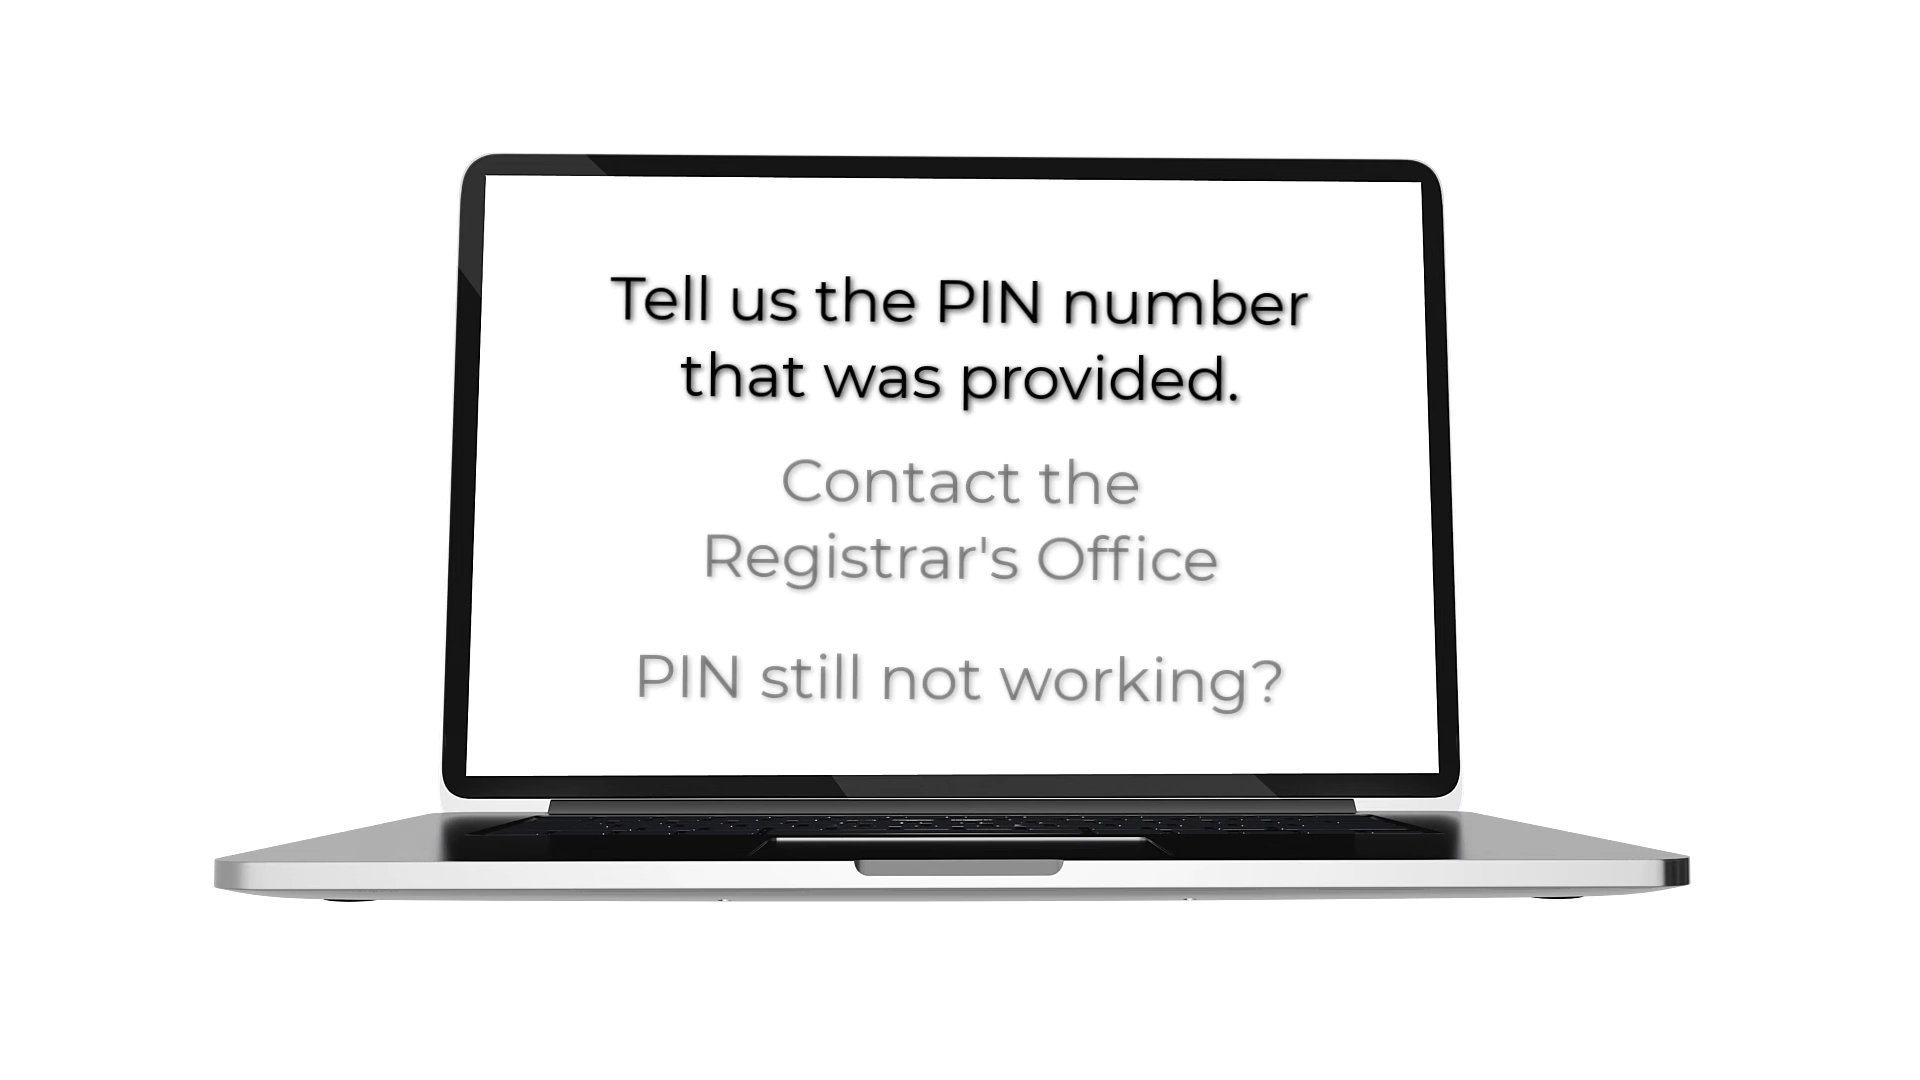 Tell us the PIN number
that was provided.
Contact the
Registrar's Office
PIN still not working?